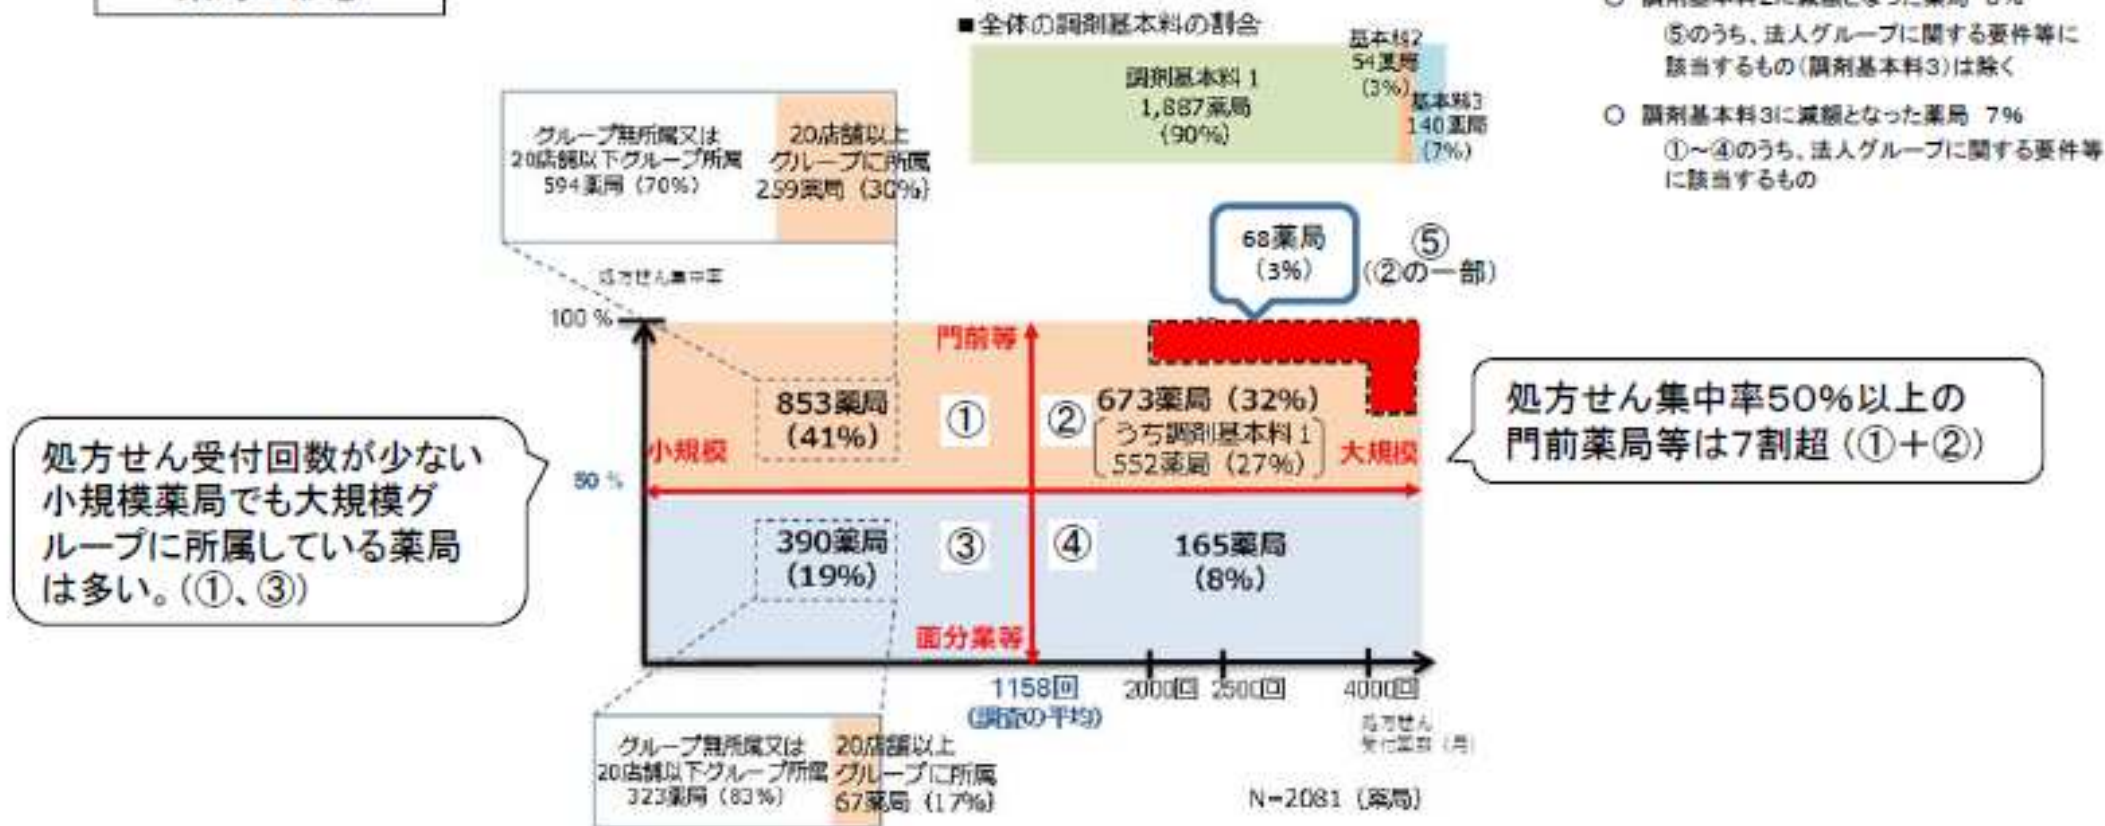 ■全体の調剤基本料の割合
調剤基本料1
1,887薬局
(90%)
基本料2
54薬局
(3%)
基本料3
140薬局
(7%)
⑤のうち、法人グループに関する要件等に
該当するもの(調剤基本料3)は除く
○ 調剤基本料3に減額となった薬局 7%
①~④のうち、法人グループに関する要件等
に該当するもの
グループ無所属又は
20店舗以下グループ所属
594薬局 (70%)
20店舗以上
グループに所属
259薬局 (30%)
68薬局
(3%)
⑤
(②の一部)
処方せん集中率
100 %
門前等
853薬局
(41%)
①
②
673薬局 (32%)
うち調剤基本料1
552薬局 (27%)
小規模
大規模
50 %
処方せん受付回数が少ない
小規模薬局でも大規模グ
ループに所属している薬局
は多い。(①、③)
処方せん集中率50%以上の
門前薬局等は7割超 (①+②)
390薬局
(19%)
③
④
165薬局
(8%)
面分業等
1158回
(調査の平均)
2000回
2500回
4000回
処方せん
受付回数 (月)
グループ無所属又は
20店舗以下グループ所属
323薬局 (83%)
20店舗以上
グループに所属
67薬局 (17%)
N=2081 (薬局)